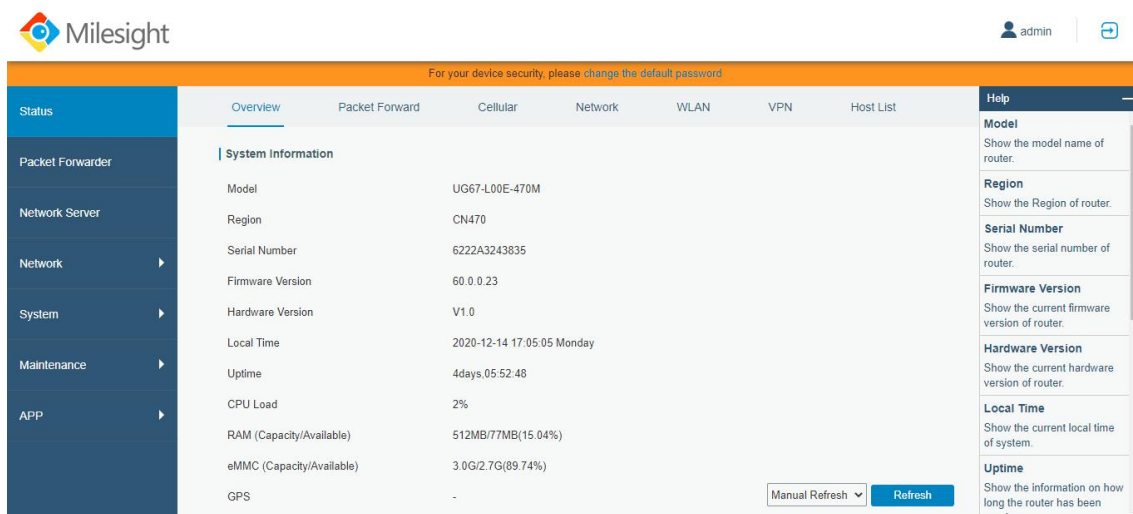 Milesight
admin
For your device security, please change the default password
Status
Packet Forwarder
Network Server
Network
System
Maintenance
APP
Overview Packet Forward Cellular Network WLAN VPN Host List
System Information
Model UG67-L00E-470M
Region CN470
Serial Number 6222A3243835
Firmware Version 60.0.0.23
Hardware Version V1.0
Local Time 2020-12-14 17:05:05 Monday
Uptime 4days,05:52:48
CPU Load 2%
RAM (Capacity/Available) 512MB/77MB(15.04%)
eMMC (Capacity/Available) 3.0G/2.7G(89.74%)
GPS -
Manual Refresh Refresh
Help
Model
Show the model name of
router.
Region
Show the Region of router.
Serial Number
Show the serial number of
router.
Firmware Version
Show the current firmware
version of router.
Hardware Version
Show the current hardware
version of router.
Local Time
Show the current local time
of system.
Uptime
Show the information on how
long the router has been